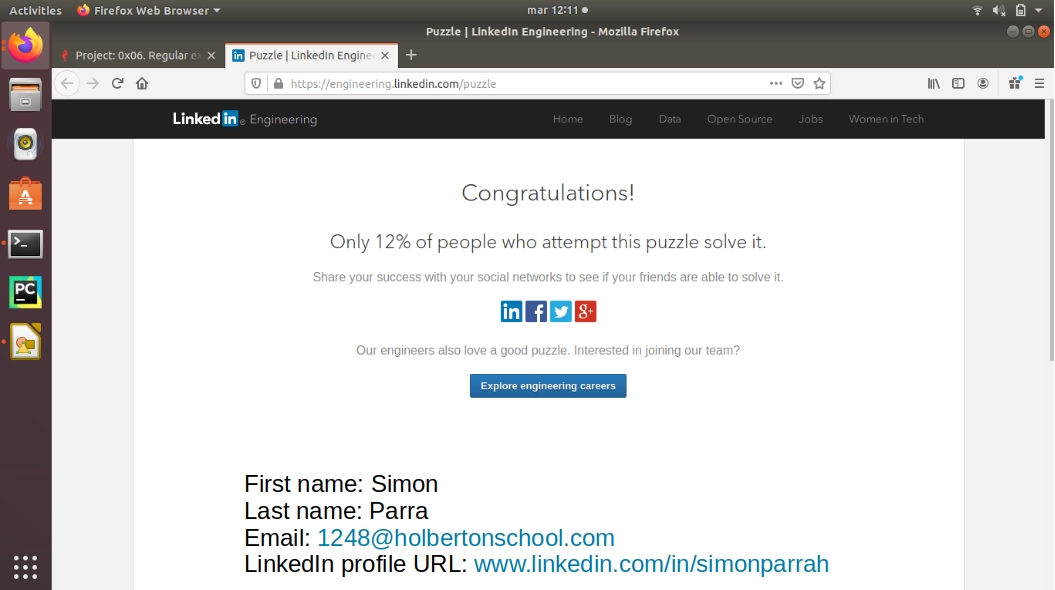 Activities Firefox Web Browser mar 12:11
Puzzle | LinkedIn Engineering - Mozilla Firefox
Project: 0x06. Regular ex Puzzle | LinkedIn Enginee
https://engineering.linkedin.com/puzzle
Linked in Engineering Home Blog Data Open Source Jobs Women in Tech
Congratulations!
Only 12% of people who attempt this puzzle solve it.
Share your success with your social networks to see if your friends are able to solve it.
in f g+
Our engineers also love a good puzzle. Interested in joining our team?
Explore engineering careers
PC
First name: Simon
Last name: Parra
Email: 1248@holbertonschool.com
LinkedIn profile URL: www.linkedin.com/in/simonparrah